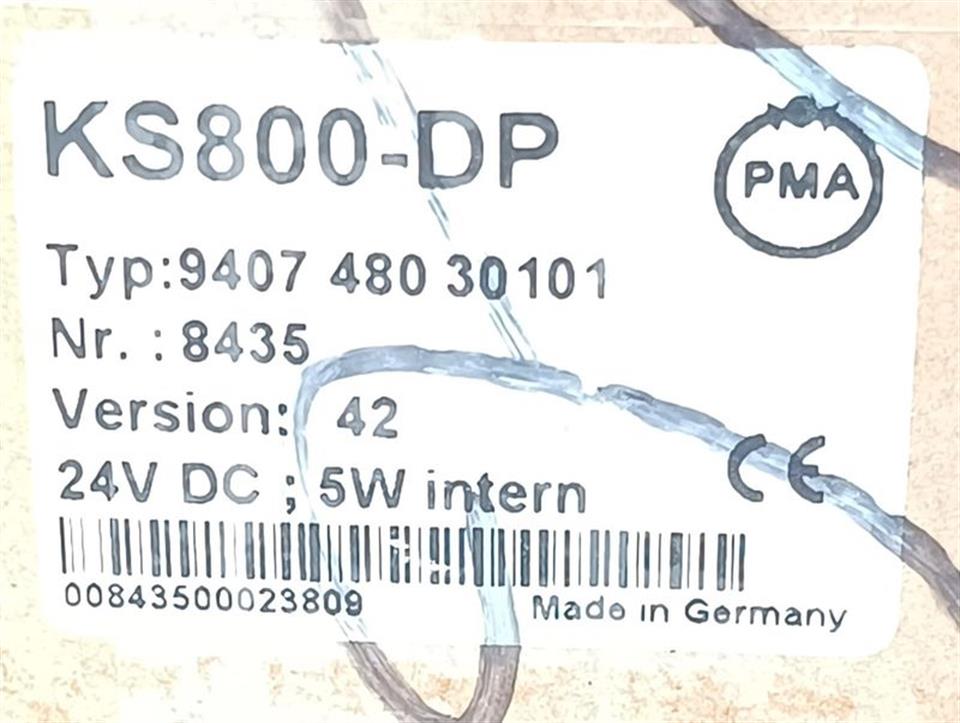 KS800-DP
PMA
Typ:9407 480 30101
Nr. : 8435
Version: 42
24V DC ; 5W intern
CE
00843500023809
Made in Germany